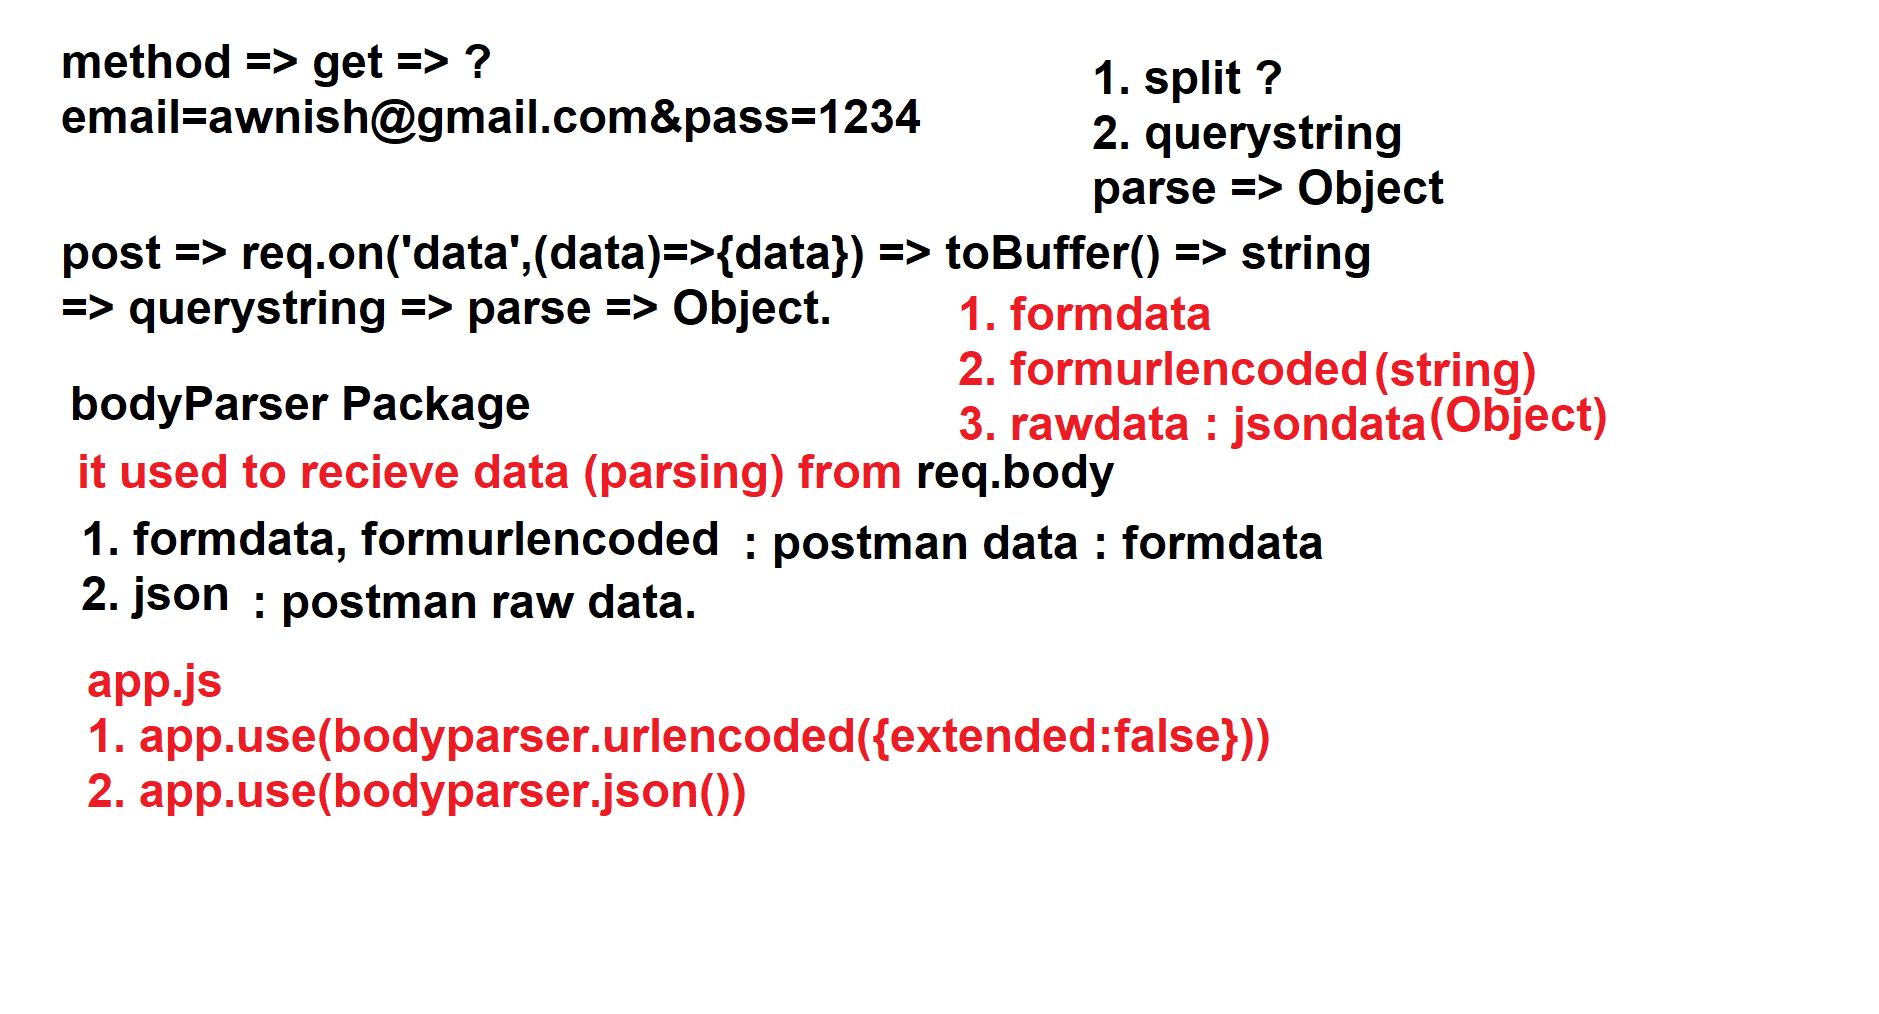 method => get => ?
email=awnish@gmail.com&pass=1234
1. split ?
2. querystring
parse => Object
post => req.on('data',(data)=>{data}) => toBuffer() => string
=> querystring => parse => Object.
1. formdata
2. formurlencoded(string)
3. rawdata : jsondata(Object)
bodyParser Package
it used to recieve data (parsing) from req.body
1. formdata, formurlencoded : postman data : formdata
2. json : postman raw data.
app.js
1. app.use(bodyparser.urlencoded({extended:false}))
2. app.use(bodyparser.json())